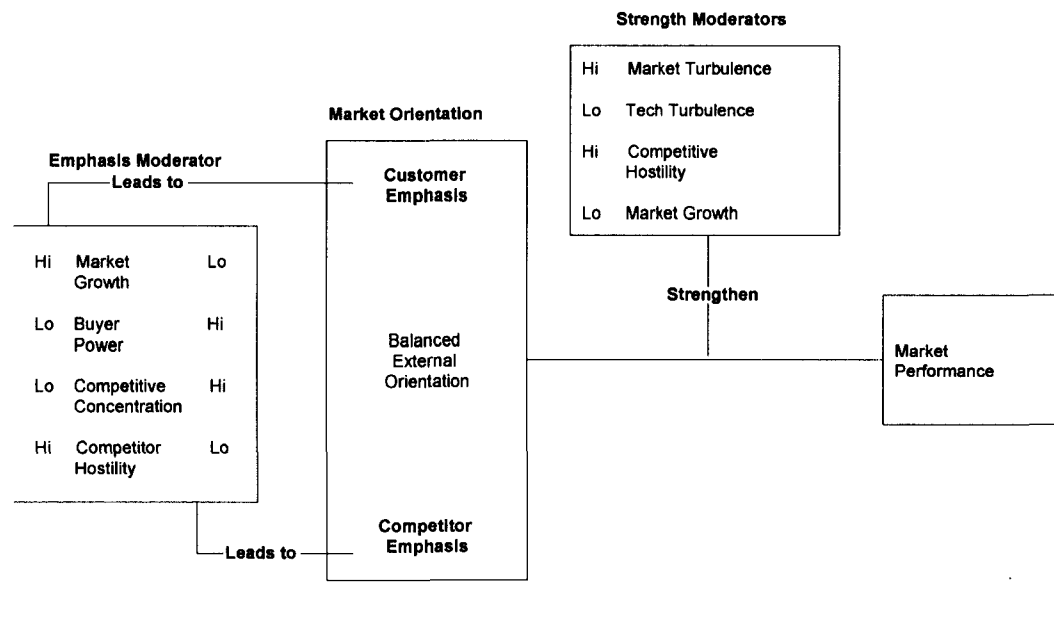 Strength Moderators
Hi Market Turbulence
Lo Tech Turbulence
Hi Competitive
Hostility
Lo Market Growth
Strengthen
Market Orientation
Customer
Emphasis
Balanced
External
Orientation
Competitor
Emphasis
Emphasis Moderator
Leads to
Hi Market Lo
Growth
Lo Buyer Hi
Power
Lo Competitive Hi
Concentration
Hi Competitor Lo
Hostility
Leads to
Market
Performance